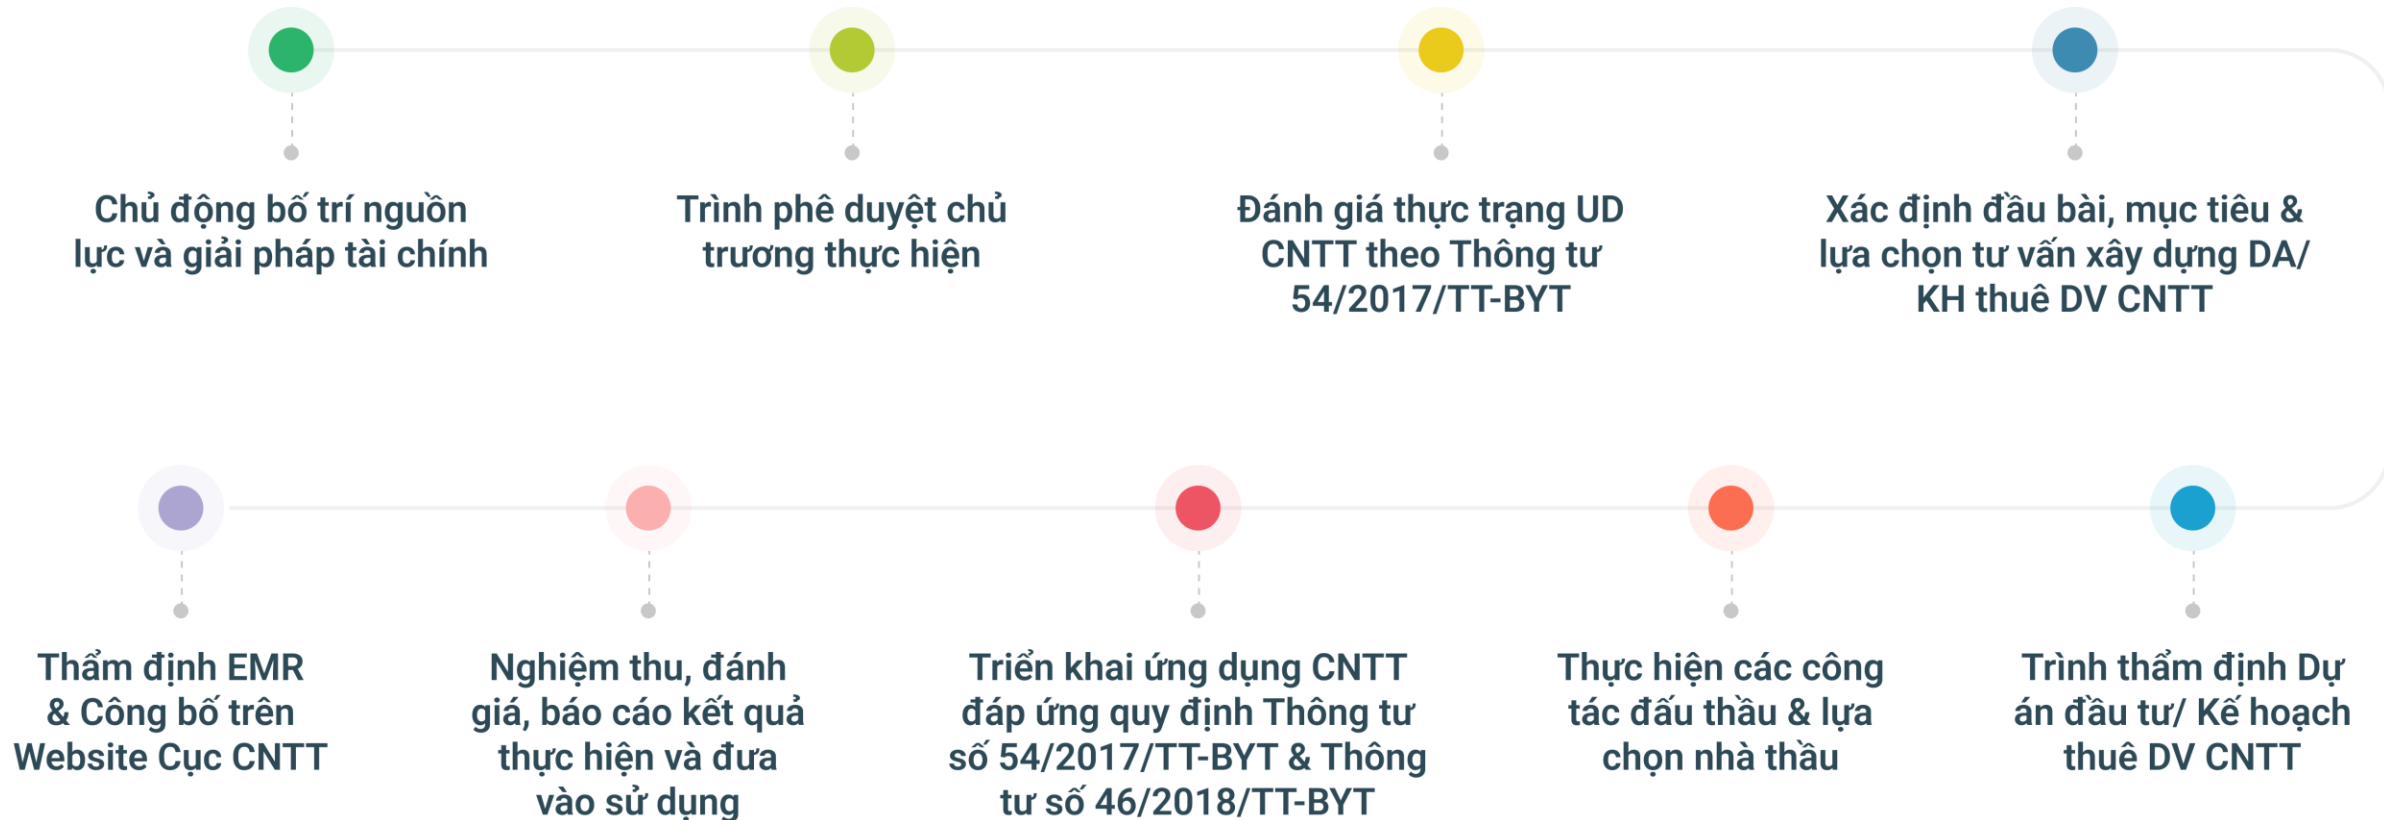 Chủ động bố trí nguồn
lực và giải pháp tài chính
Trình phê duyệt chủ
trương thực hiện
Đánh giá thực trạng UD
CNTT theo Thông tư
54/2017/TT-BYT
Xác định đầu bài, mục tiêu &
lựa chọn tư vấn xây dựng DA/
KH thuê DV CNTT
Thẩm định EMR
& Công bố trên
Website Cục CNTT
Nghiệm thu, đánh
giá, báo cáo kết quả
thực hiện và đưa
vào sử dụng
Triển khai ứng dụng CNTT
đáp ứng quy định Thông tư
số 54/2017/TT-BYT & Thông
tư số 46/2018/TT-BYT
Thực hiện các công
tác đấu thầu & lựa
chọn nhà thầu
Trình thẩm định Dự
án đầu tư/ Kế hoạch
thuê DV CNTT